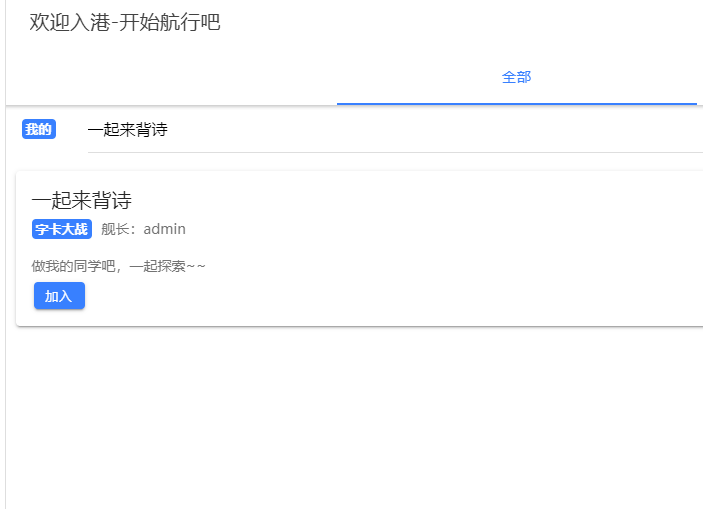 欢迎入港-开始航行吧
全部
我的 一起来背诗
一起来背诗
字卡大战 舰长：admin
做我的同学吧，一起探索~~
加入